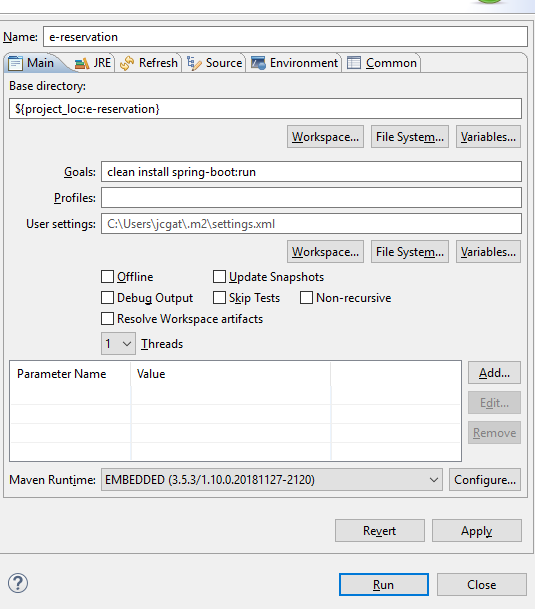 Name: e-reservation
Main JRE Refresh Source Environment Common
Base directory:
${project_loc:e-reservation}
Workspace... File System... Variables...
Goals: clean install spring-boot:run
Profiles:
User settings: C:\Users\jcgat\.m2\settings.xml
Workspace... File System... Variables...
Offline Update Snapshots
Debug Output Skip Tests Non-recursive
Resolve Workspace artifacts
1 Threads
Parameter Name Value Add...
Edit...
Remove
Maven Runtime: EMBEDDED (3.5.3/1.10.0.20181127-2120) Configure...
Revert Apply
? Run Close